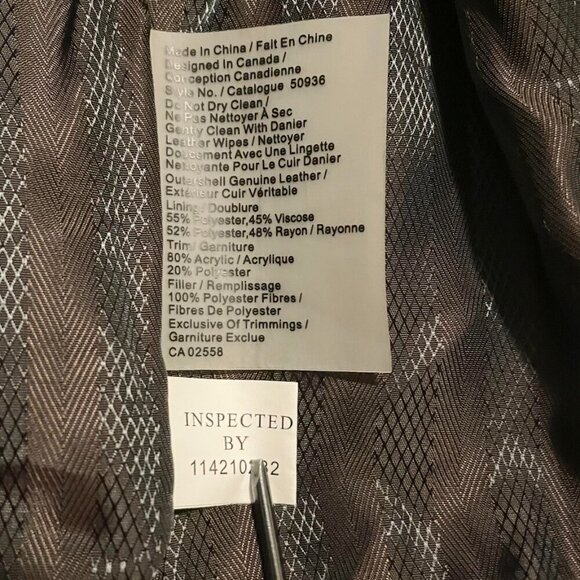 Made In China / Fait En Chine
Designed In Canada /
Conception Canadienne
Style No. / Catalogue 50936
Do Not Dry Clean /
Ne Pas Nettoyer À Sec
Gently Clean With Danier
Leather Wipes / Nettoyer
Doucement Avec Une Lingette
Nettoyante Pour Le Cuir Danier
Outershell Genuine Leather /
Extérieur Cuir Véritable
Lining / Doublure
55% Polyester,45% Viscose
52% Polyester,48% Rayon / Rayonne
Trim / Garniture
80% Acrylic / Acrylique
20% Polyester
Filler / Remplissage
100% Polyester Fibres /
Fibres De Polyester
Exclusive Of Trimmings /
Garniture Exclue
CA 02558
INSPECTED
BY